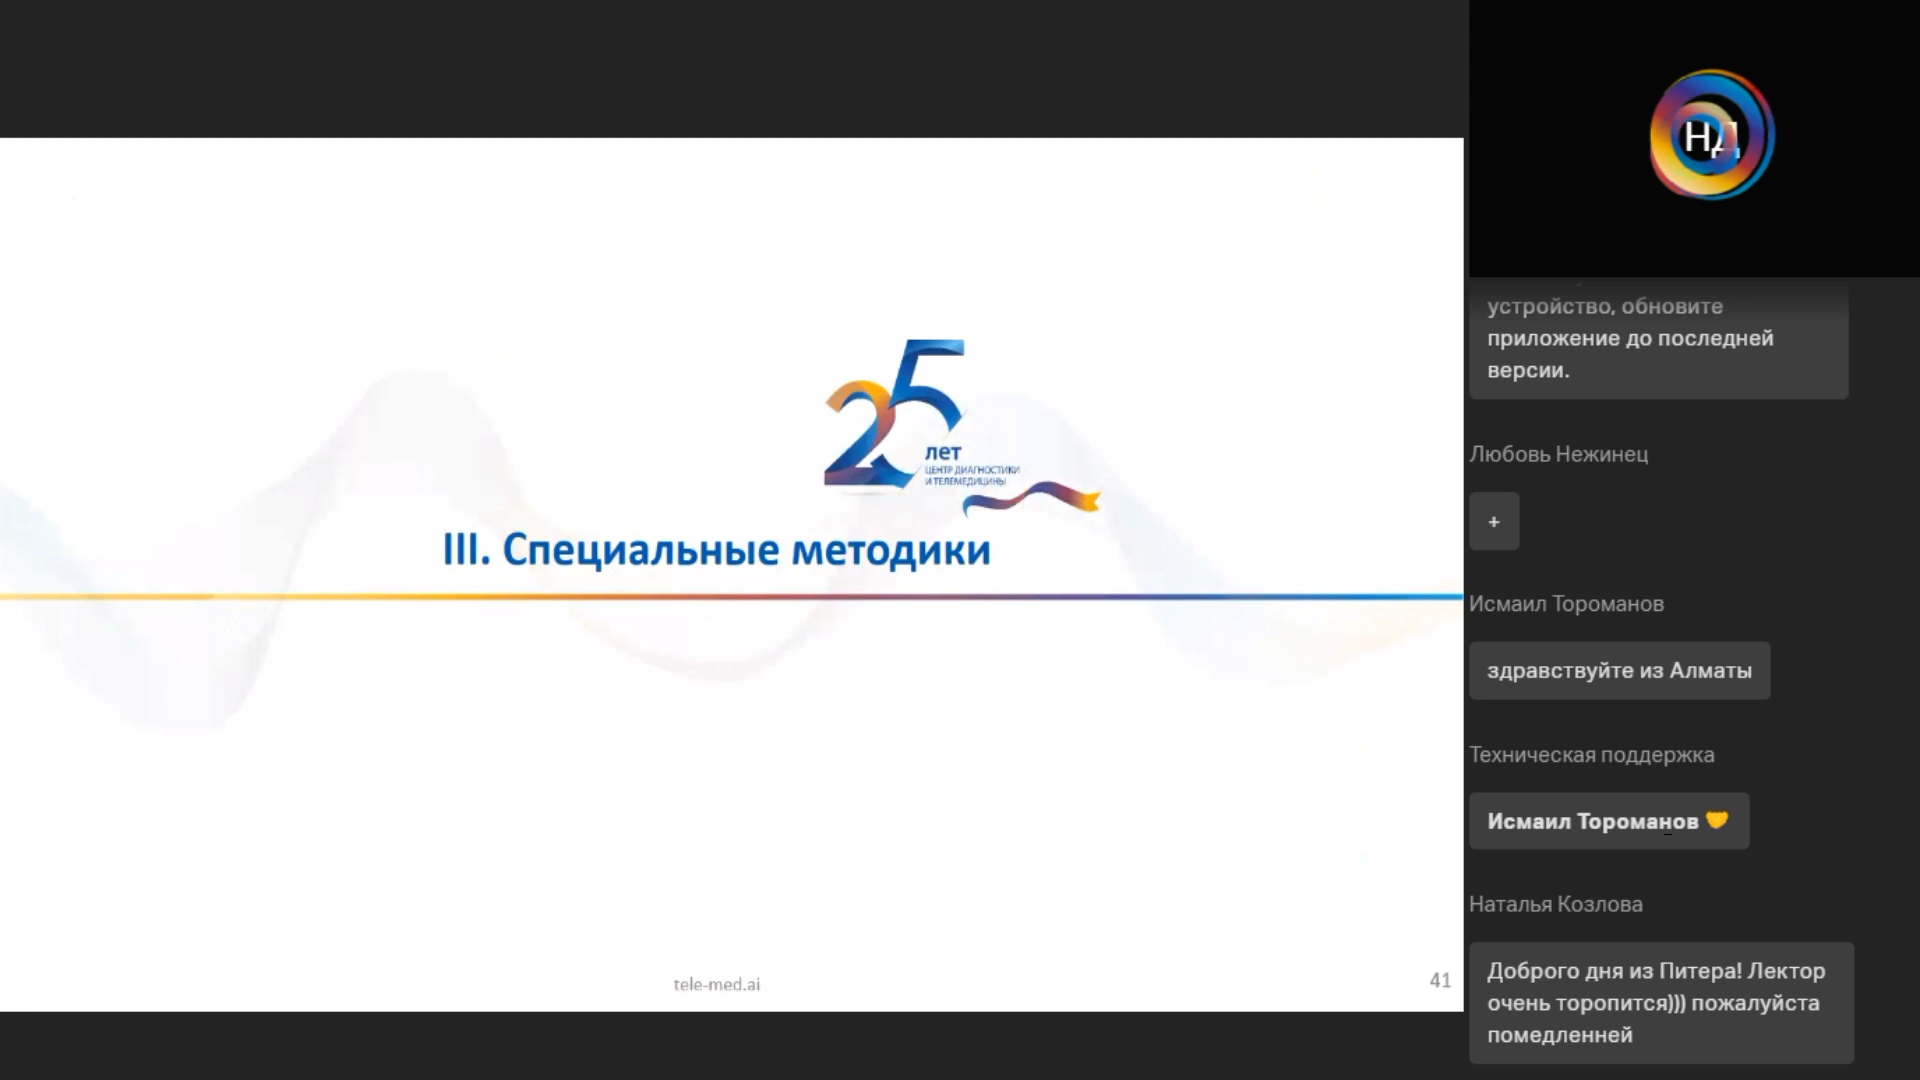 25
лет
ЦЕНТР ДИАГНОСТИКИ
И ТЕЛЕМЕДИЦИНЫ
III. Специальные методики
tele-med.ai
41
НД
устройство, обновите
приложение до последней
версии.
Любовь Нежинец
+
Исмаил Тороманов
здравствуйте из Алматы
Техническая поддержка
Исмаил Тороманов 🤝
Наталья Козлова
Доброго дня из Питера! Лектор
очень торопится))) пожалуйста
помедленней